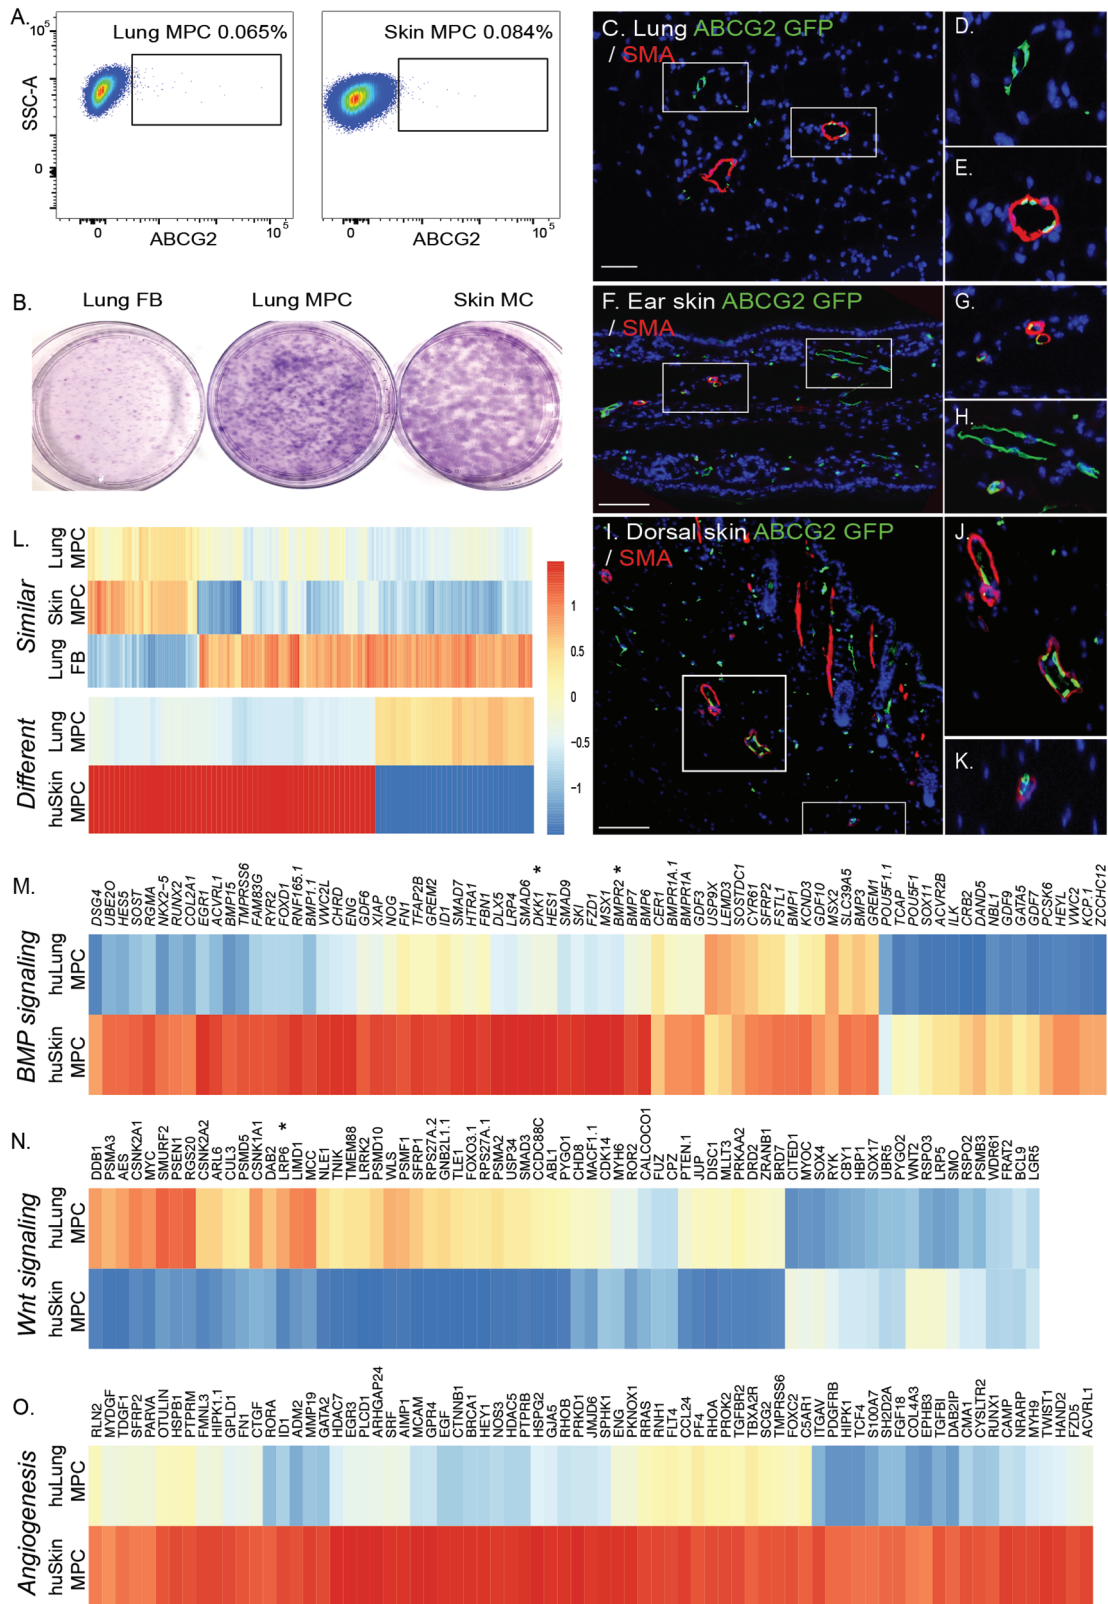 A.
Lung MPC 0.065%
Skin MPC 0.084%
10⁵
SSC-A
0
0
ABCG2
10⁵
0
ABCG2
10⁵
B.
Lung FB
Lung MPC
Skin MC
C. Lung ABCG2 GFP
/ SMA
D.
E.
F. Ear skin ABCG2 GFP
/ SMA
G.
H.
I. Dorsal skin ABCG2 GFP
/ SMA
J.
K.
L.
Similar
Lung MPC
Skin MPC
Lung FB
Different
Lung MPC
huSkin MPC
1
0.5
0
−0.5
−1
M.
DSG4 UBE2O HES5 SOST RGMA NKX2-5 RUNX2 COL2A1 EGR1 ACVRL1 BMP15 TMPRSS6 FAM83G RYR2 FOXD1 RNF165.1 BMP1.1 VWC2L CHRD ENG GDF6 XIAP NOG FN1 TFAP2B GREM2 ID1 SMAD7 HTRA1 FBN1 DLX5 LRP4 SMAD6 DKK1 * HES1 SMAD9 SKI FZD1 MSX1 BMPR2 * BMP7 BMP6 BMPER BMPR1A.1 BMPR1A GDF3 USP9X LEMD3 SOSTDC1 CYR61 SFRP2 FSTL1 BMP1 KCND3 GDF10 MSX2 SLC39A5 BMP3 GREM1 POU5F1.1 TCAP POU5F1 SOX11 ACVR2B ILK CER1 DAND5 NBL1 GDF9 GATA5 GDF7 PCSK6 HEYL VWC2 KCP.1 ZCCHC12
BMP signaling
huLung MPC
huSkin MPC
N.
DDB1 PSMA3 AES CSNK2A1 MYC SMURF2 PSEN1 RGS20 CSNK2A2 ARL6 CUL3 PSMD5 CSNK1A1 DAB2 LRP6 * LIMD1 MCC NLE1 TNIK TMEM88 LRRK2 PSMD10 WLS PSMF1 SFRP1 RPS27A.2 GNB2L1.1 TLE1 FOXO3.1 RPS27A.1 PSMA2 USP34 SMAD3 CCDC88C ABL1 PYGO1 CHD8 MACF1.1 CDK14 MYH6 ROR2 CALCOCO1 FUZ CPZ PTEN.1 JUP DISC1 MLLT3 PRKAA2 DRD2 ZRANB1 BRD7 CITED1 MYOC SOX4 RYK CBY1 HBP1 SOX17 UBR5 PYGO2 WNT2 RSPO3 LRP5 SMO RSPO2 PSMB3 WDR61 FRAT2 BCL9 LGR5
Wnt signaling
huLung MPC
huSkin MPC
O.
RLN2 MYDGF TDGF1 SFRP2 PARVA OTULIN HSPB1 PTPRM FMNL3 HIPK1.1 GPLD1 FN1 CTGF RORA ID1 ADM2 MMP19 GATA2 HDAC7 EGR3 PLCD1 ARHGAP24 SRF AIMP1 MCAM GPR4 EGF CTNNB1 BRCA1 HEY1 NOS3 HDAC5 PTPRB HSPG2 GJA5 RHOB PRKD1 JMJD6 SPHK1 ENG PKNOX1 RRAS RNH1 FLT4 CCL24 PF4 RHOA PROK2 TGFBR2 TBXA2R SCG2 TMPRSS6 FOXC2 C5AR1 ITGAV PDGFRB HIPK1 TCF4 S100A7 SH2D2A FGF18 COL4A3 EPHB3 TGFBI DAB2IP CMA1 CYSLTR2 RUNX1 CAMP NRARP MYH9 TWIST1 HAND2 FZD5 ACVRL1
Angiogenesis
huLung MPC
huSkin MPC